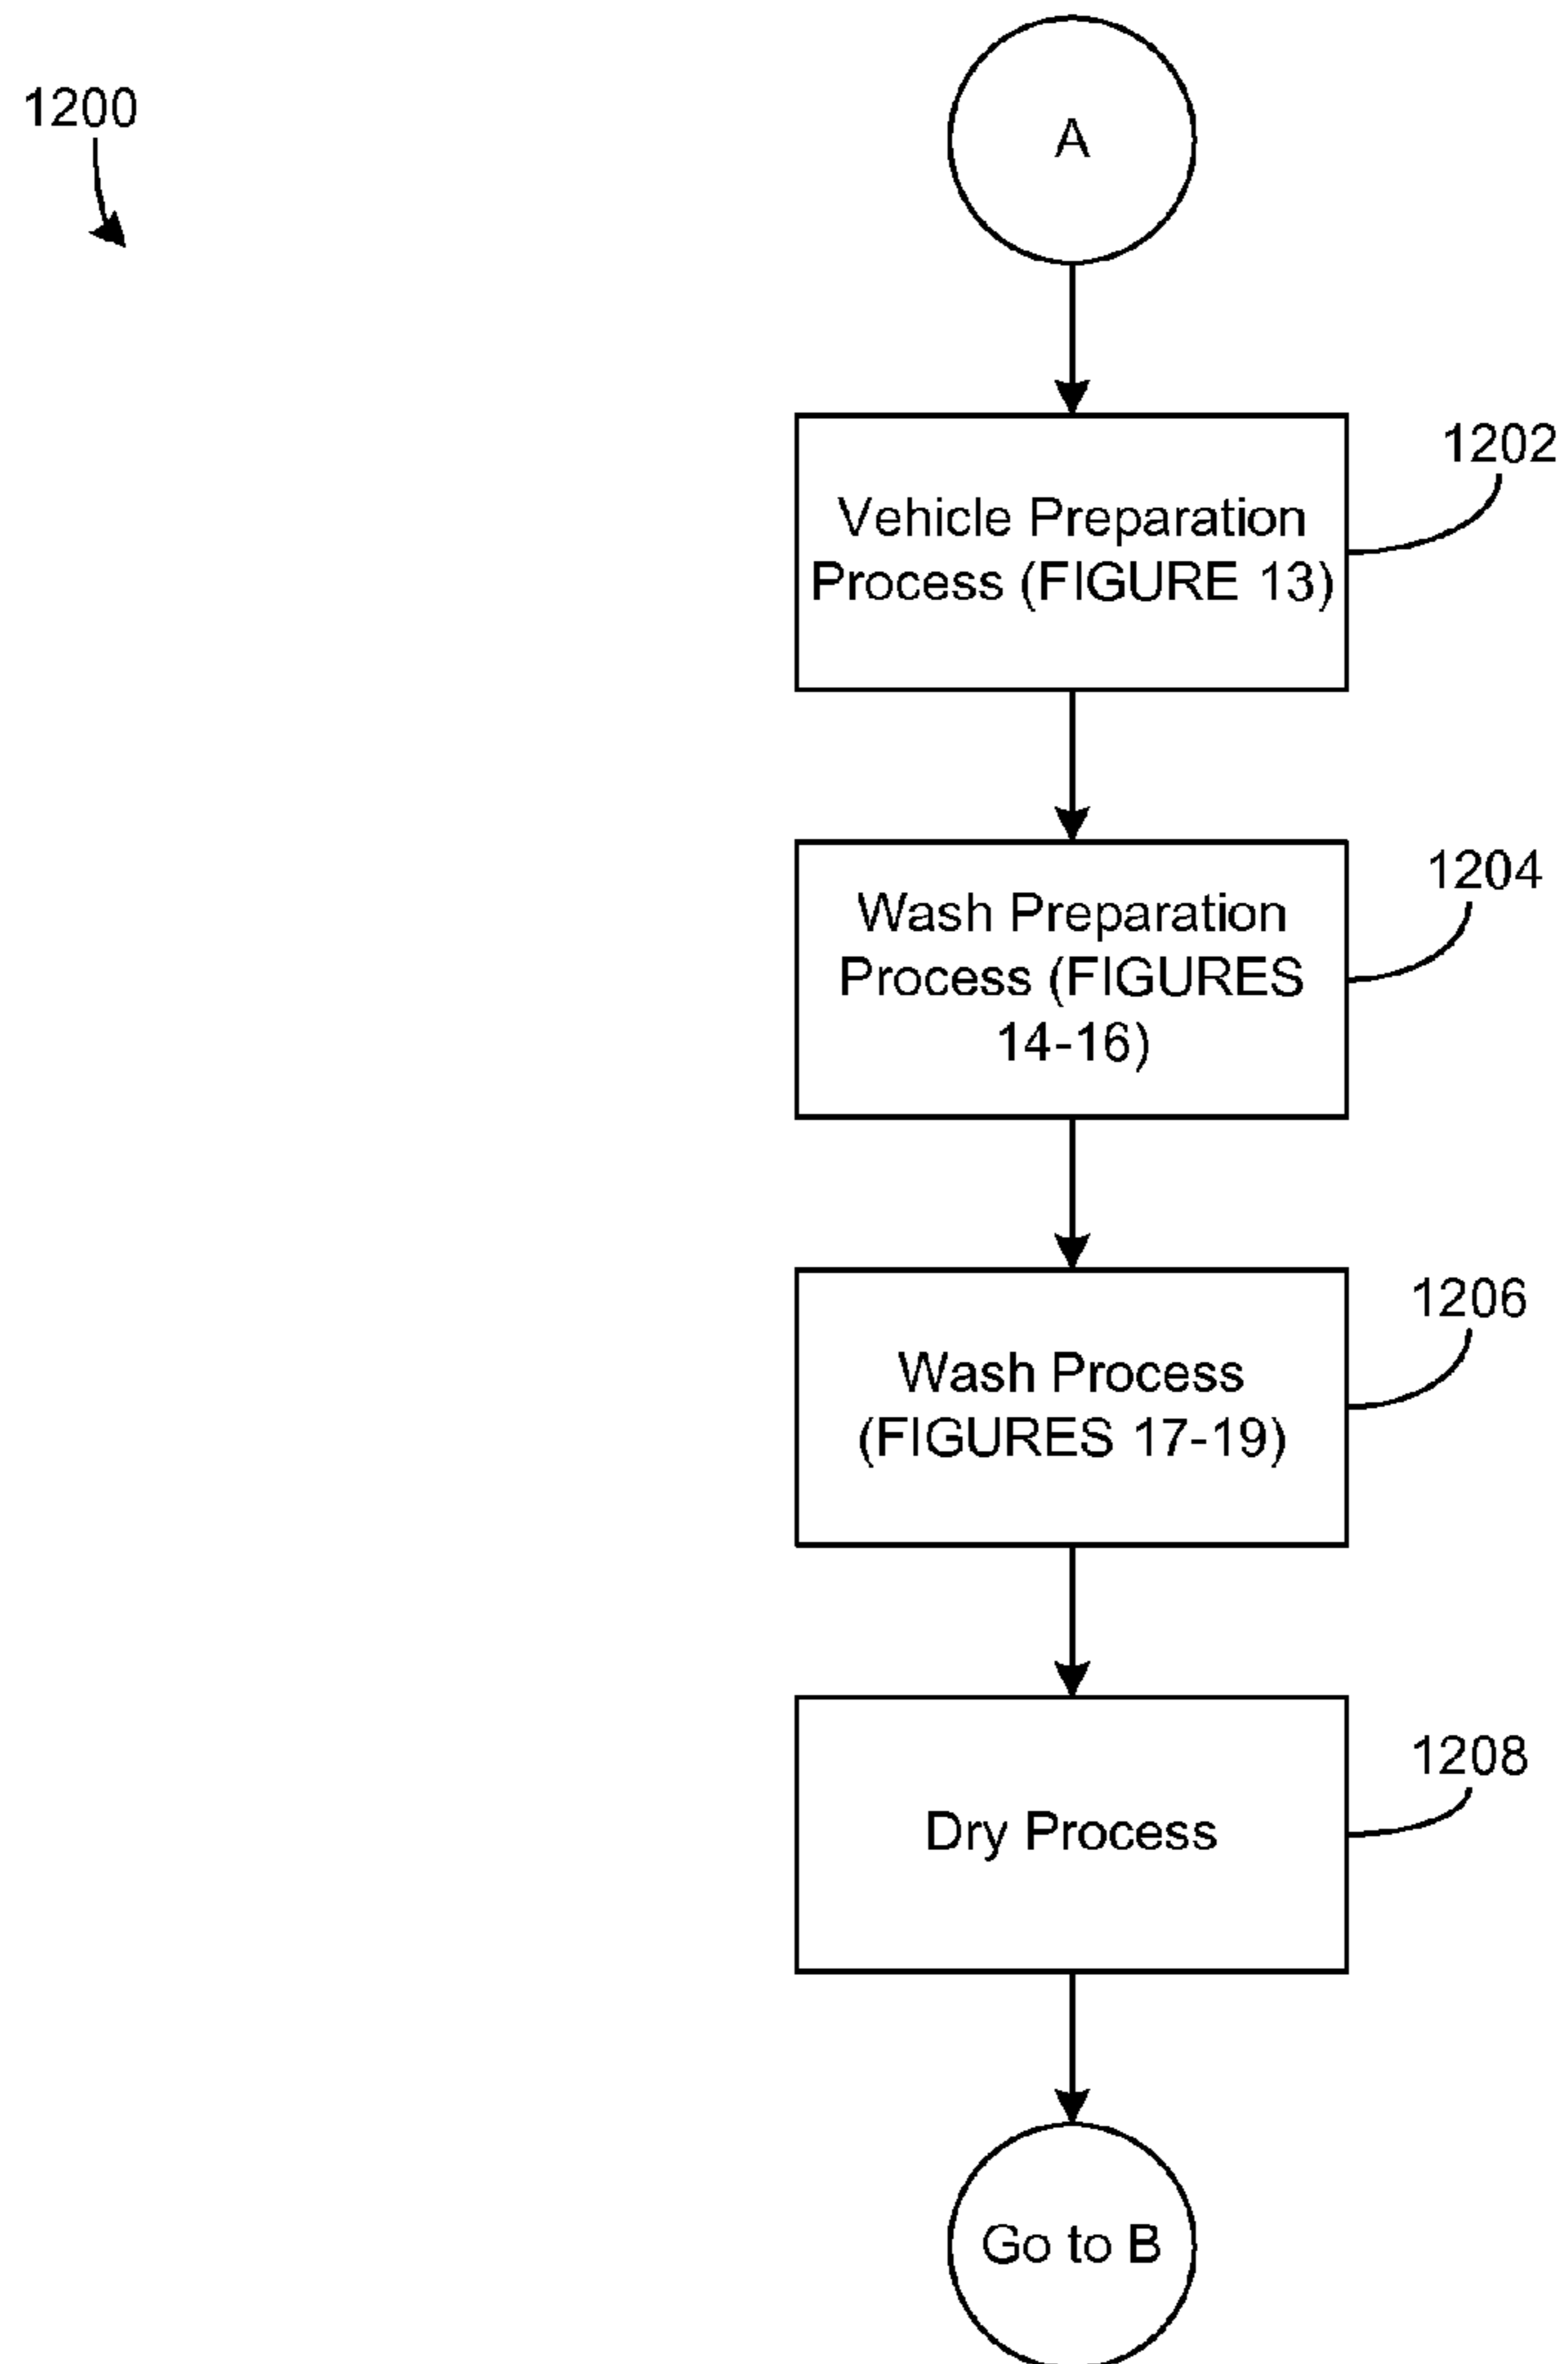 1200
A
1202
Vehicle Preparation
Process (FIGURE 13)
1204
Wash Preparation
Process (FIGURES
14-16)
1206
Wash Process
(FIGURES 17-19)
1208
Dry Process
Go to B